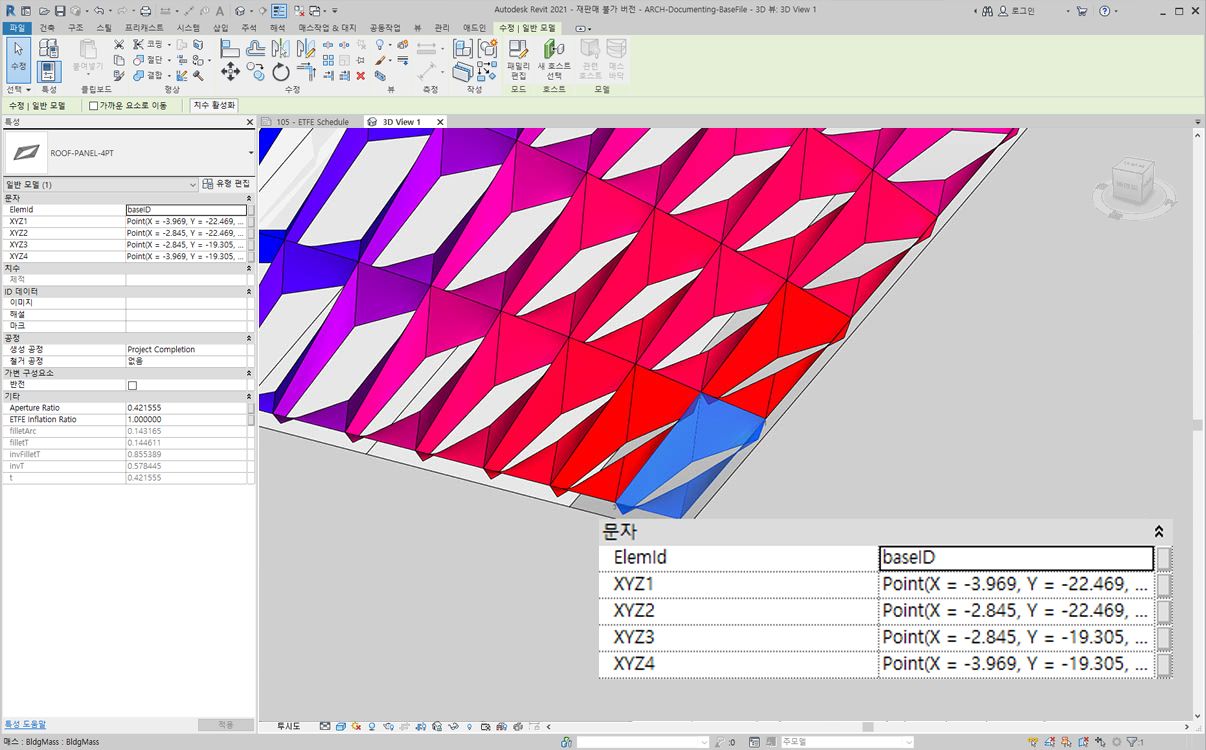 Autodesk Revit 2021 - 재판매 불가 버전 - ARCH-Documenting-BaseFile - 3D 뷰: 3D View 1
로그인
파일 건축 구조 스틸 프리캐스트 시스템 삽입 주석 해석 매스작업 & 대지 공동작업 뷰 관리 애드인 수정 | 일반 모델
수정 붙여넣기 코핑 절단 결합 패밀리 편집 새 호스트 선택 관련 호스트 매스 바닥
선택 특성 클립보드 형상 수정 뷰 측정 작성 모드 호스트 모델
수정 | 일반 모델 가까운 요소로 이동 치수 활성화
특성
105 - ETFE Schedule 3D View 1
ROOF-PANEL-4PT
일반 모델 (1) 유형 편집
문자
ElemId baseID
XYZ1 Point(X = -3.969, Y = -22.469, ...
XYZ2 Point(X = -2.845, Y = -22.469, ...
XYZ3 Point(X = -2.845, Y = -19.305, ...
XYZ4 Point(X = -3.969, Y = -19.305, ...
치수
체적
ID 데이터
이미지
해설
마크
공정
생성 공정 Project Completion
철거 공정 없음
가변 구성요소
반전
기타
Aperture Ratio 0.421555
ETFE Inflation Ratio 1.000000
filletArc 0.143165
filletT 0.144611
invFilletT 0.855389
invT 0.578445
t 0.421555
문자
ElemId baseID
XYZ1 Point(X = -3.969, Y = -22.469, ...
XYZ2 Point(X = -2.845, Y = -22.469, ...
XYZ3 Point(X = -2.845, Y = -19.305, ...
XYZ4 Point(X = -3.969, Y = -19.305, ...
특성 도움말 적용
투시도
매스 : BldgMass : BldgMass :0 주모델 :1